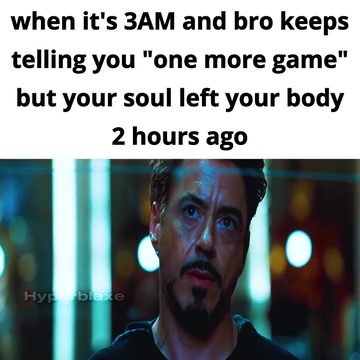 when it's 3AM and bro keeps
telling you "one more game"
but your soul left your body
2 hours ago
Hyperblaxe